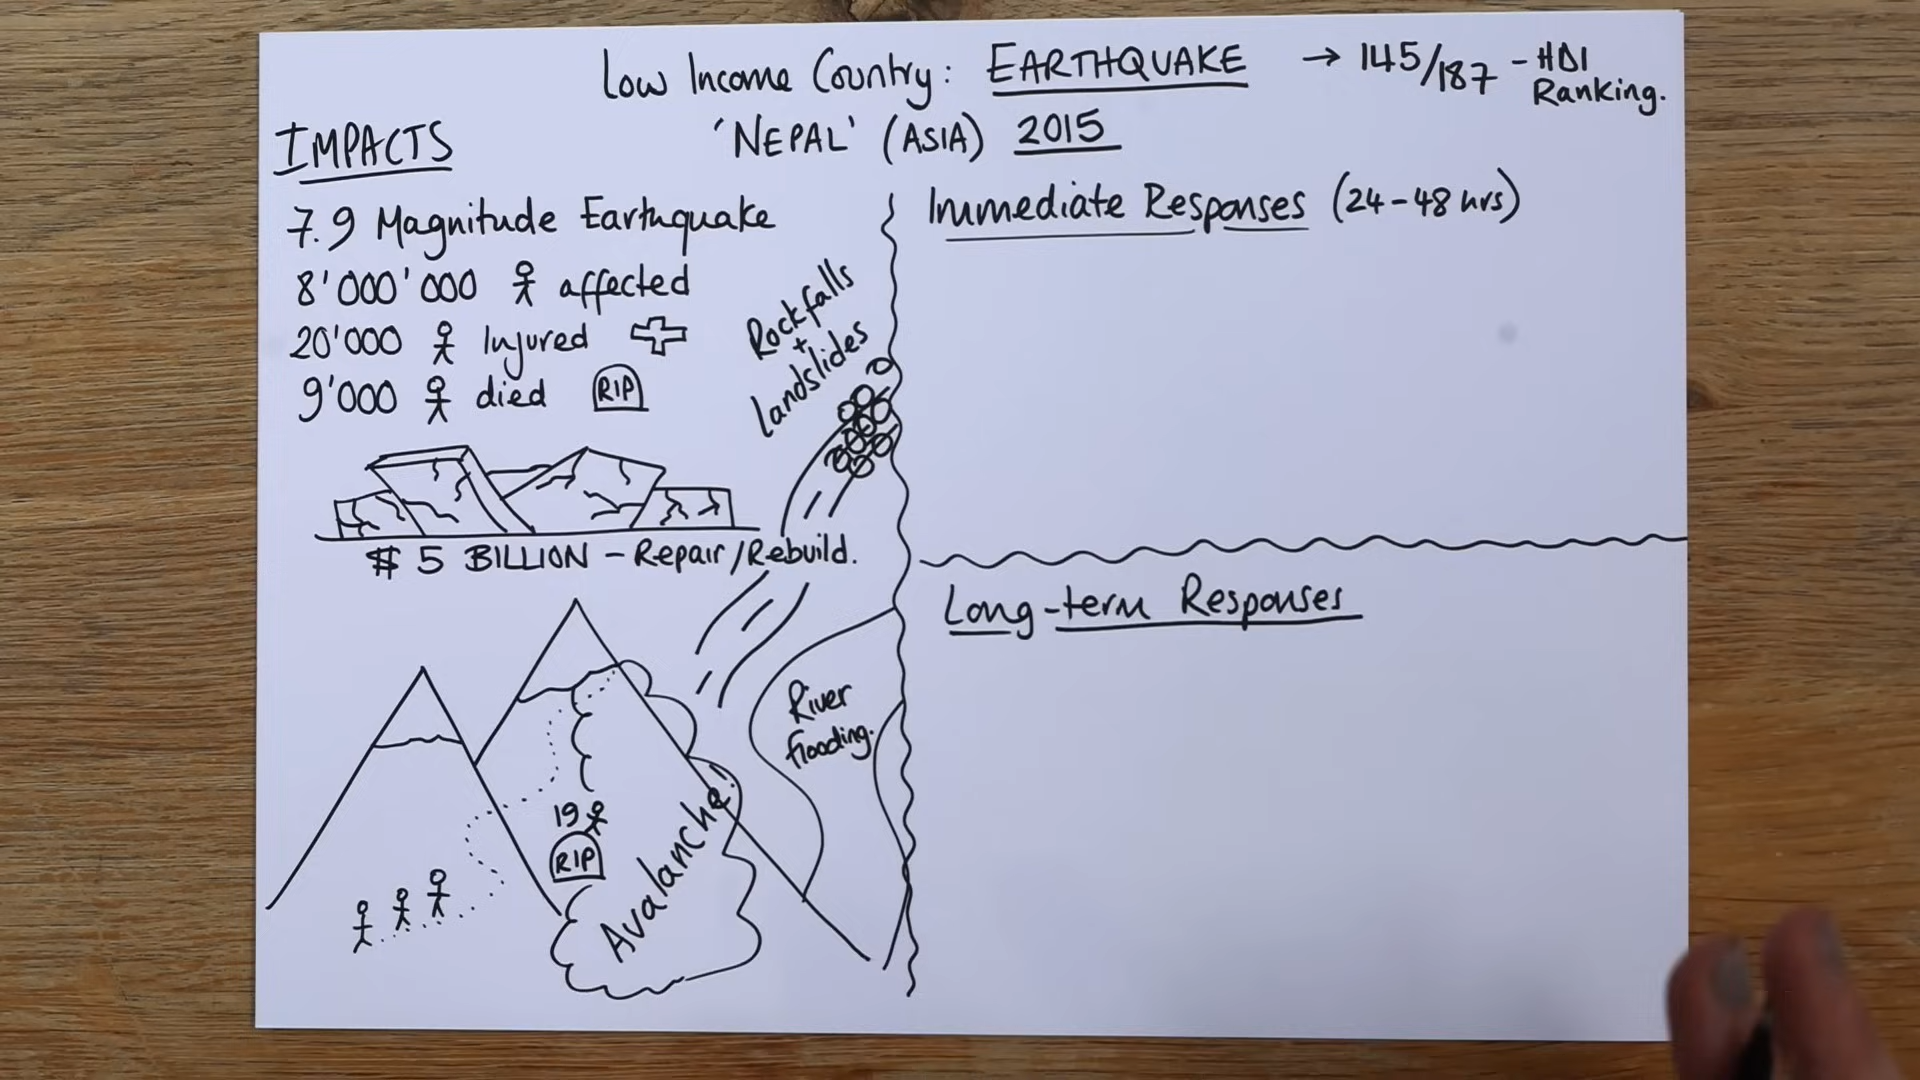 Low Income Country: EARTHQUAKE → 145/187 - HDI Ranking.
'NEPAL' (ASIA) 2015
IMPACTS
7.9 Magnitude Earthquake
8'000'000 affected
20'000 Injured
9'000 died RIP
Rockfalls
+
Landslides
$ 5 BILLION - Repair/Rebuild.
River
flooding.
19
RIP
Avalanche
Immediate Responses (24-48 hrs)
Long-term Responses